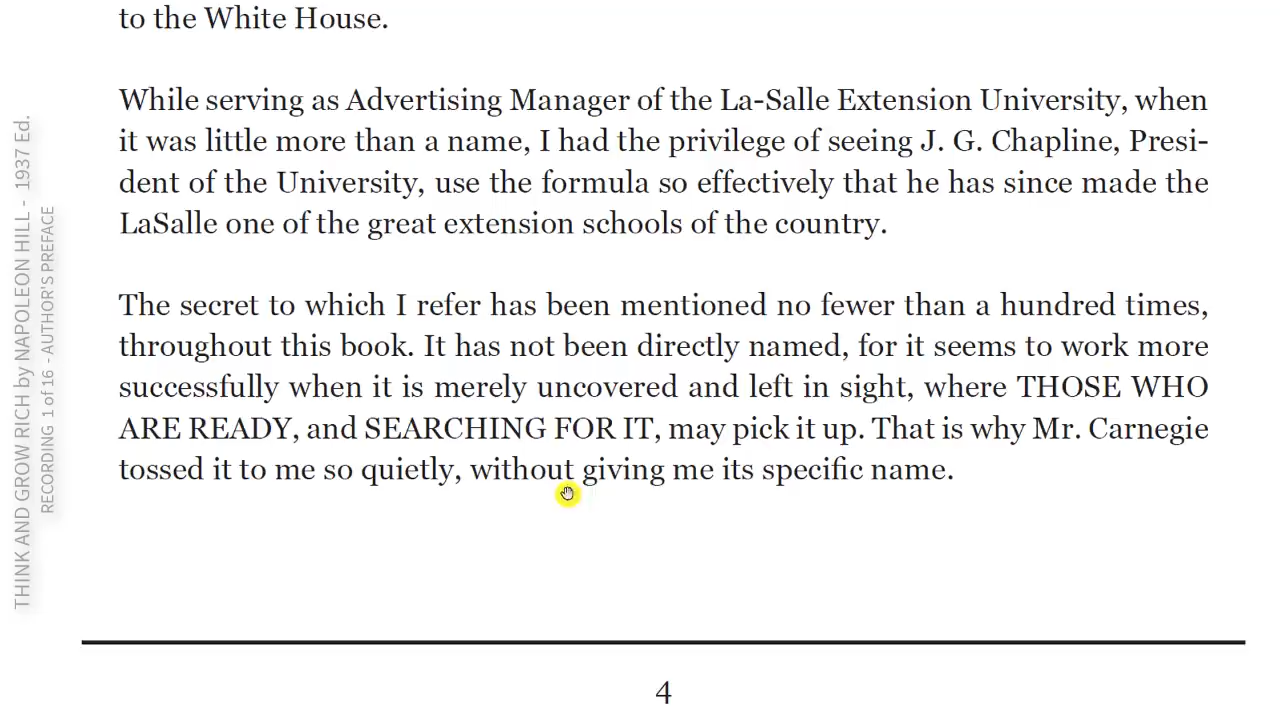 to the White House.
While serving as Advertising Manager of the La-Salle Extension University, when
it was little more than a name, I had the privilege of seeing J. G. Chapline, Presi-
dent of the University, use the formula so effectively that he has since made the
LaSalle one of the great extension schools of the country.
The secret to which I refer has been mentioned no fewer than a hundred times,
throughout this book. It has not been directly named, for it seems to work more
successfully when it is merely uncovered and left in sight, where THOSE WHO
ARE READY, and SEARCHING FOR IT, may pick it up. That is why Mr. Carnegie
tossed it to me so quietly, without giving me its specific name.
4
THINK AND GROW RICH by NAPOLEON HILL - 1937 Ed.
RECORDING 1 of 16 - AUTHOR'S PREFACE